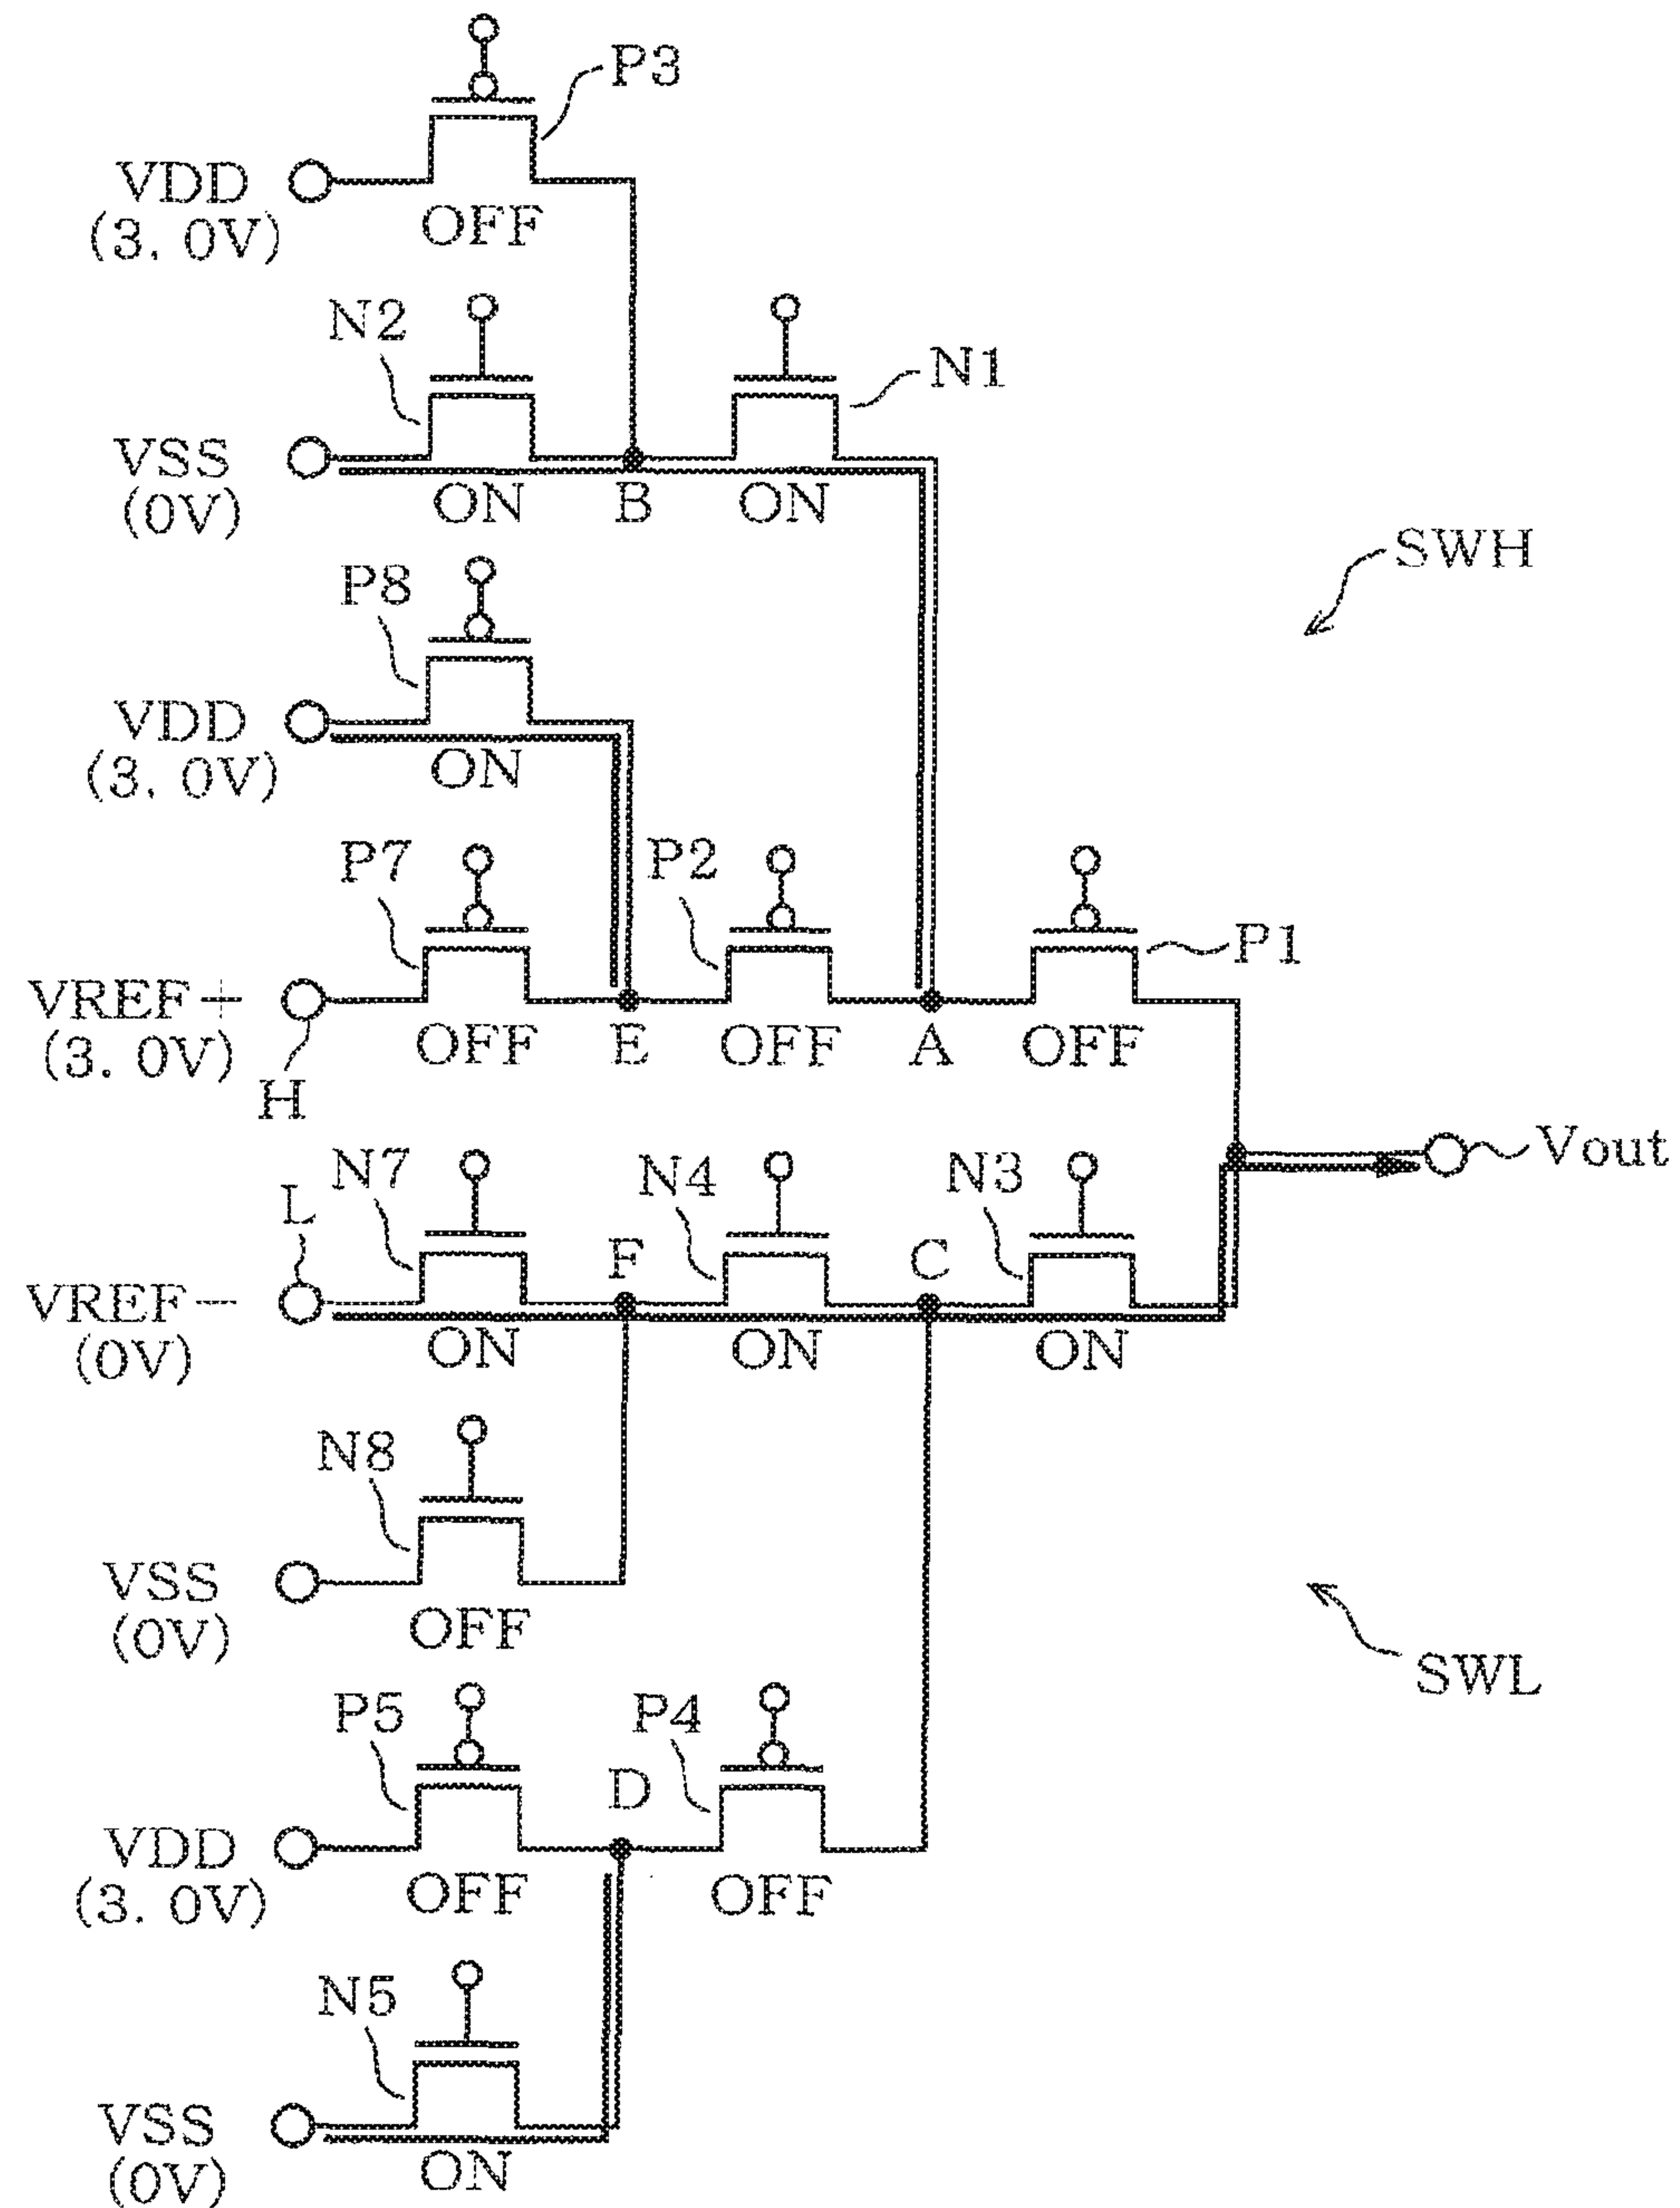 P3
VDD
(3. 0V)
OFF
N2
N1
VSS
(0V)
ON
B
ON
SWH
P8
VDD
(3. 0V)
ON
P7
P2
P1
VREF+
(3. 0V)
OFF
E
OFF
A
OFF
H
Vout
N7
N4
N3
L
F
C
VREF-
(0V)
ON
ON
ON
N8
VSS
(0V)
OFF
SWL
P5
P4
D
VDD
(3. 0V)
OFF
OFF
N5
VSS
(0V)
ON